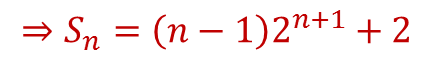 ⇒ Sₙ = (n − 1)2ⁿ⁺¹ + 2